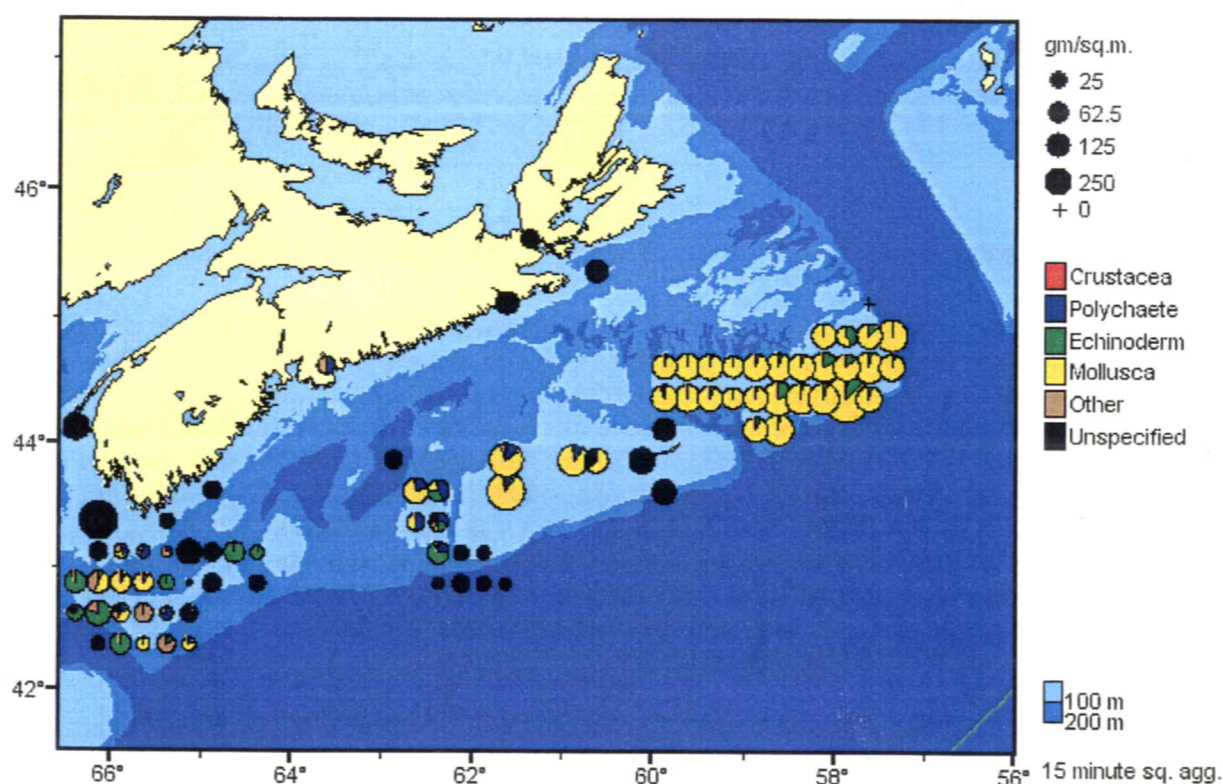 gm/sq.m.
25
62.5
125
250
+ 0
Crustacea
Polychaete
Echinoderm
Mollusca
Other
Unspecified
46°
44°
42°
100 m
200 m
66° 64° 62° 60° 58° 56°
15 minute sq. agg.